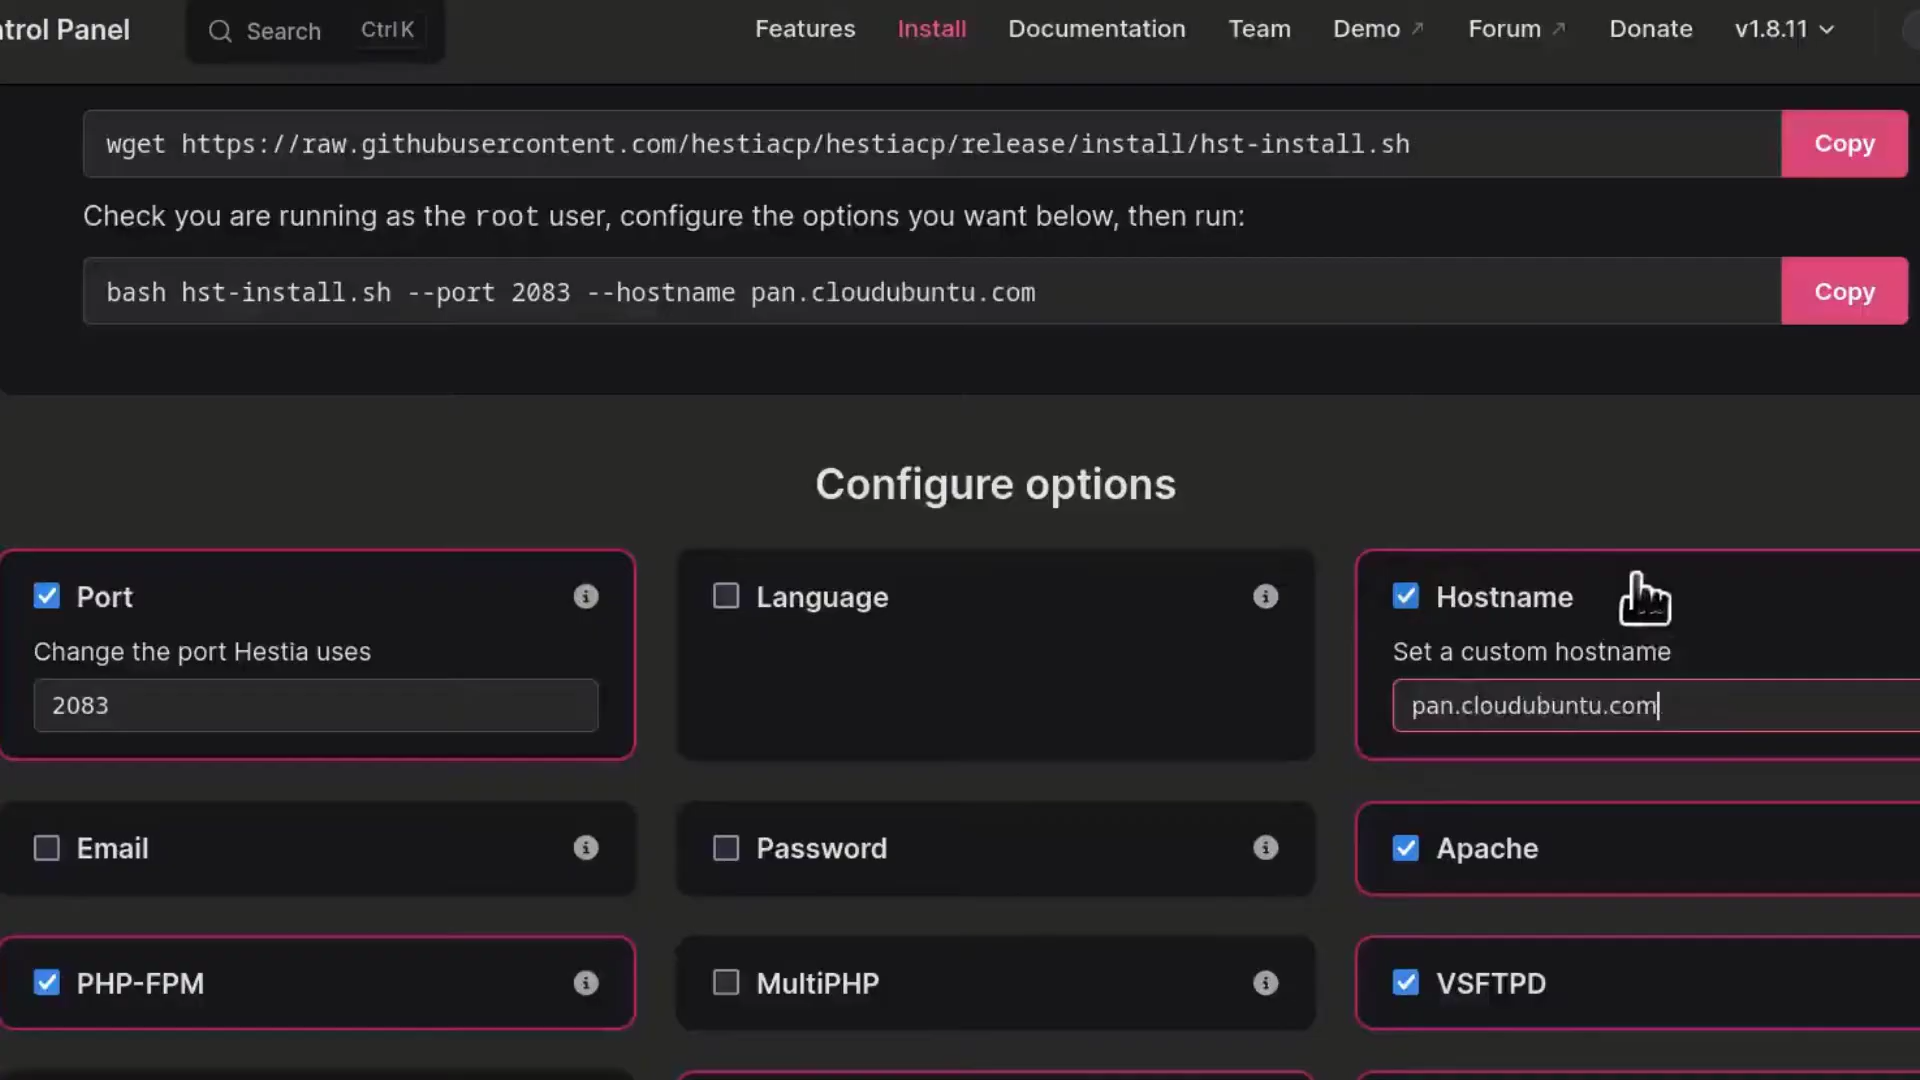 trol Panel
Search Ctrl K
Features Install Documentation Team Demo Forum Donate v1.8.11
wget https://raw.githubusercontent.com/hestiacp/hestiacp/release/install/hst-install.sh
Copy
Check you are running as the root user, configure the options you want below, then run:
bash hst-install.sh --port 2083 --hostname pan.cloudubuntu.com
Copy
Configure options
Port
Change the port Hestia uses
2083
Language
Hostname
Set a custom hostname
pan.cloudubuntu.com
Email
Password
Apache
PHP-FPM
MultiPHP
VSFTPD